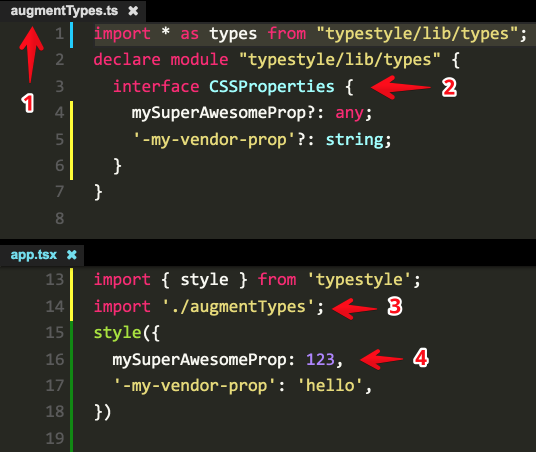 augmentTypes.ts ✖
1 import * as types from "typestyle/lib/types";
2 declare module "typestyle/lib/types" {
3 interface CSSProperties { 2
4 mySuperAwesomeProp?: any;
1
5 '-my-vendor-prop'?: string;
6 }
7 }
8
app.tsx ✖
13 import { style } from 'typestyle';
14 import './augmentTypes'; 3
15 style({
16 mySuperAwesomeProp: 123, 4
17 '-my-vendor-prop': 'hello',
18 })
19